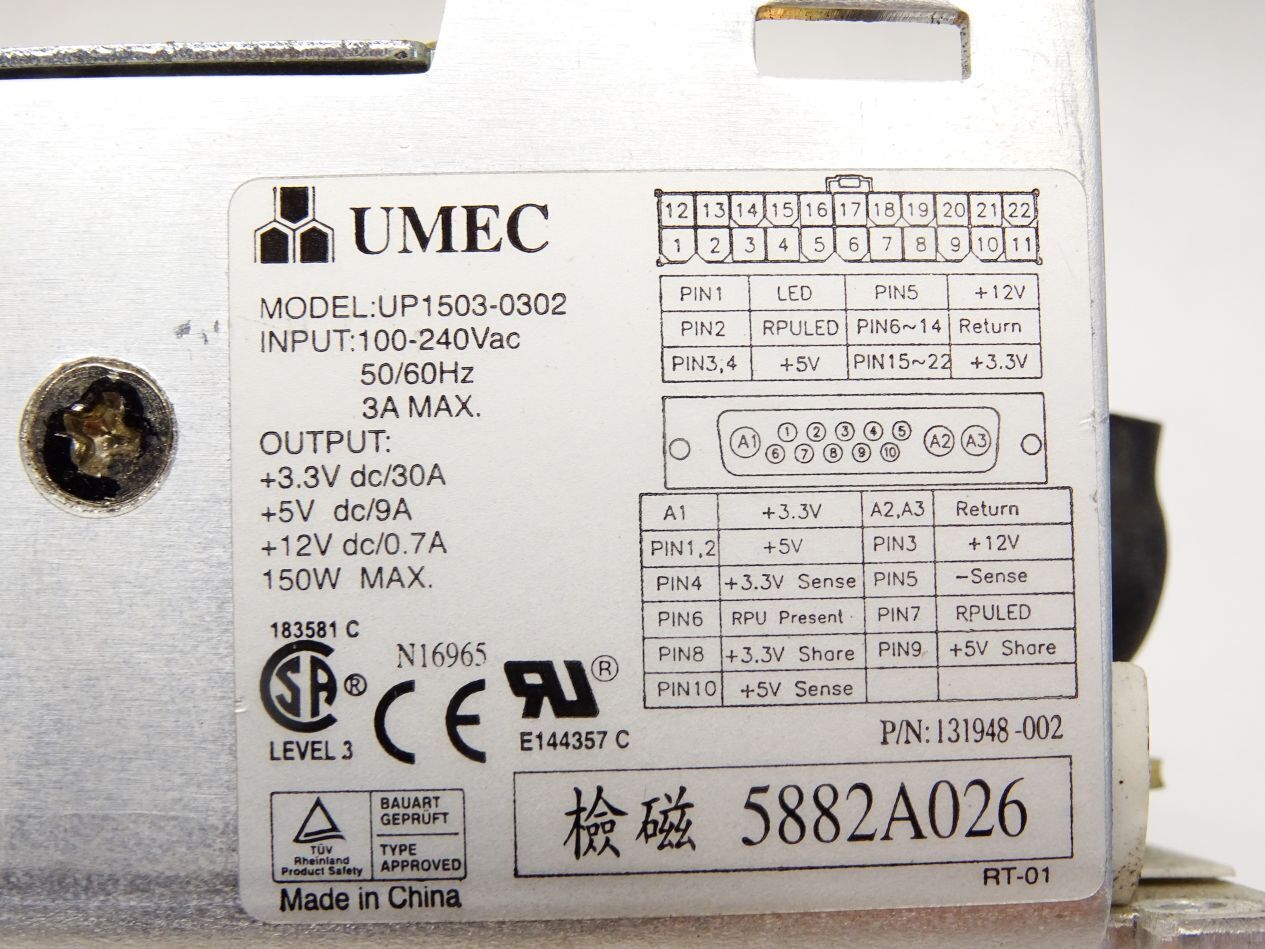 UMEC
MODEL:UP1503-0302
INPUT:100-240Vac
50/60Hz
3A MAX.
OUTPUT:
+3.3V dc/30A
+5V dc/9A
+12V dc/0.7A
150W MAX.
183581 C
SA ®
LEVEL 3
N16965
CE
RU ®
E144357 C
TÜV
Rheinland
Product Safety
BAUART
GEPRÜFT
TYPE
APPROVED
Made in China
12 13 14 15 16 17 18 19 20 21 22
1 2 3 4 5 6 7 8 9 10 11
PIN1 LED PIN5 +12V
PIN2 RPULED PIN6~14 Return
PIN3,4 +5V PIN15~22 +3.3V
A1 1 2 3 4 5 A2 A3
6 7 8 9 10
A1 +3.3V A2,A3 Return
PIN1,2 +5V PIN3 +12V
PIN4 +3.3V Sense PIN5 -Sense
PIN6 RPU Present PIN7 RPULED
PIN8 +3.3V Share PIN9 +5V Share
PIN10 +5V Sense
P/N:131948-002
檢磁 5882A026
RT-01